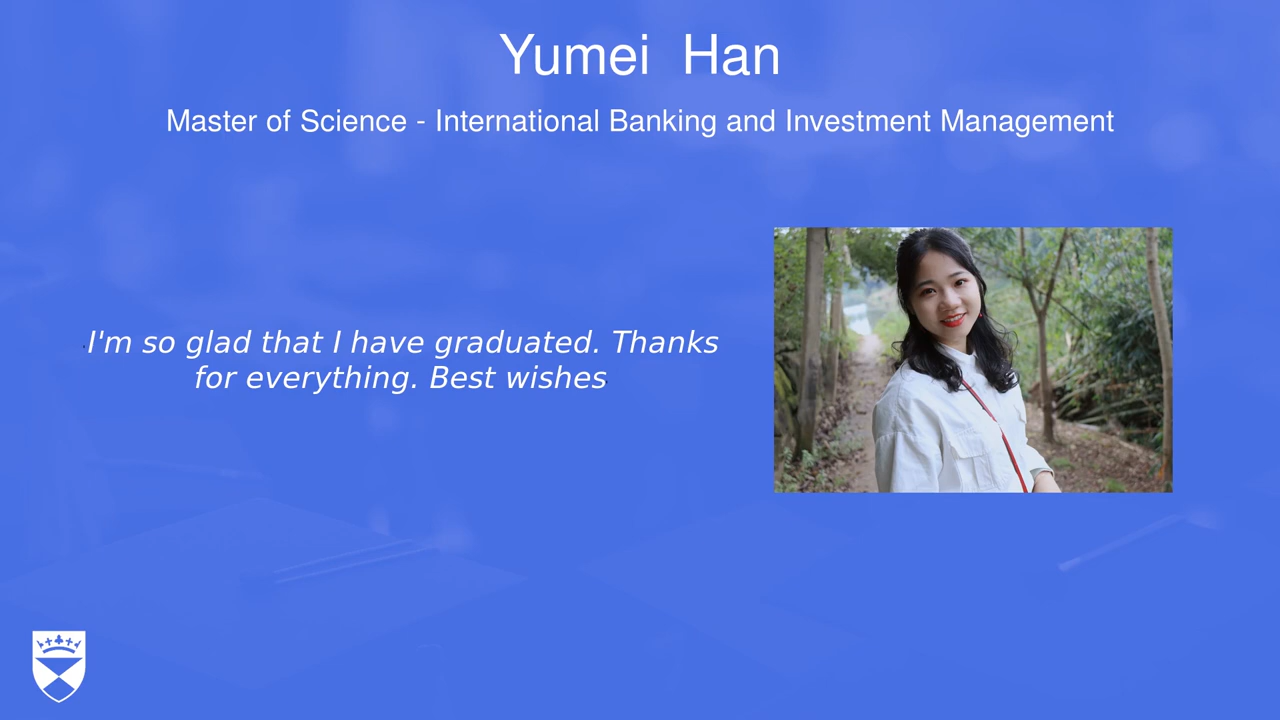 Yumei Han
Master of Science - International Banking and Investment Management
I'm so glad that I have graduated. Thanks
for everything. Best wishes